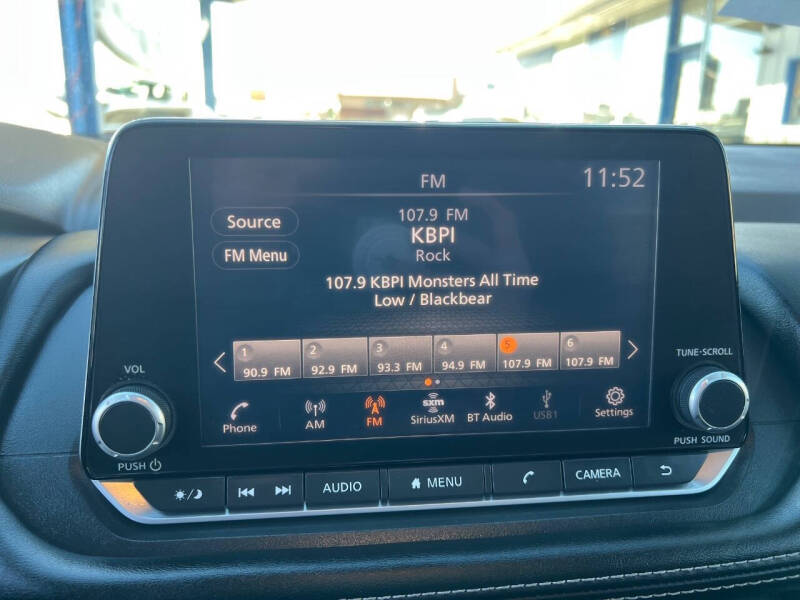 FM
11:52
Source
107.9 FM
KBPI
FM Menu
Rock
107.9 KBPI Monsters All Time
Low / Blackbear
1
2
3
4
5
6
90.9 FM
92.9 FM
93.3 FM
94.9 FM
107.9 FM
107.9 FM
Phone
AM
FM
sxm
SiriusXM
BT Audio
USB1
Settings
VOL
PUSH
TUNE·SCROLL
PUSH SOUND
AUDIO
MENU
CAMERA